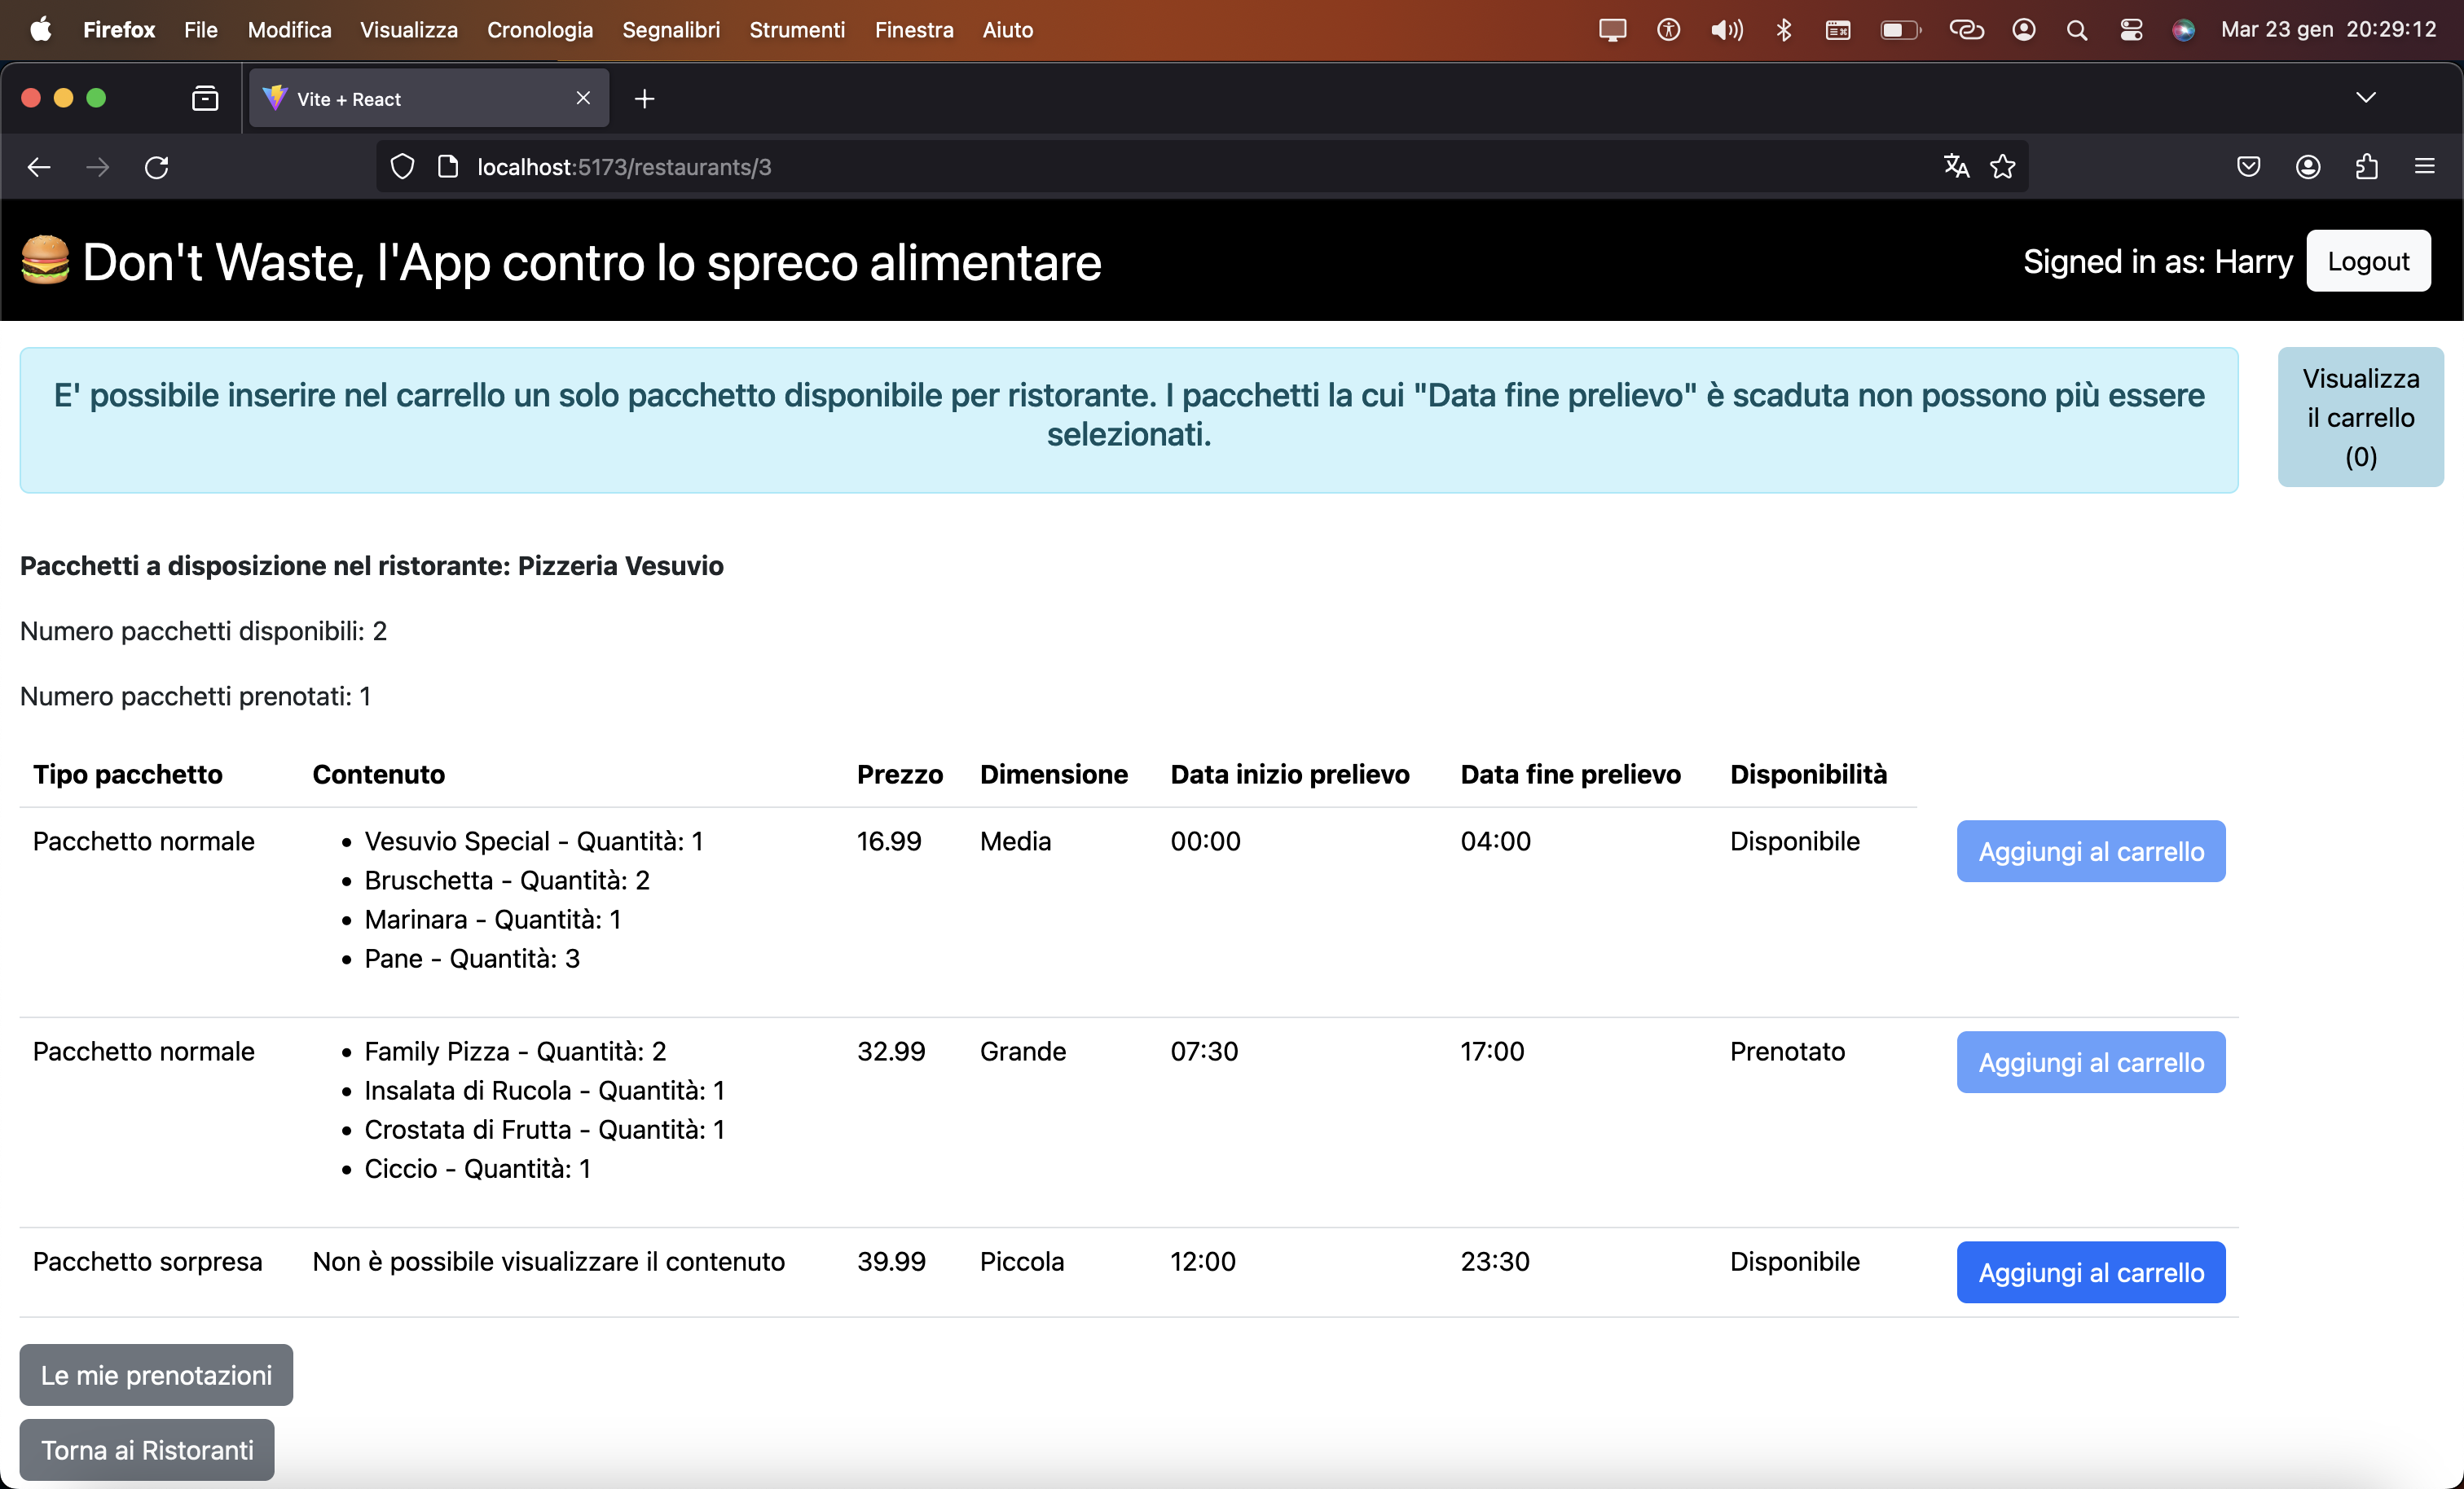 Firefox File Modifica Visualizza Cronologia Segnalibri Strumenti Finestra Aiuto Mar 23 gen 20:29:12
Vite + React
localhost:5173/restaurants/3
Don't Waste, l'App contro lo spreco alimentare Signed in as: Harry Logout
E' possibile inserire nel carrello un solo pacchetto disponibile per ristorante. I pacchetti la cui "Data fine prelievo" è scaduta non possono più essere
selezionati.
Visualizza
il carrello
(0)
Pacchetti a disposizione nel ristorante: Pizzeria Vesuvio
Numero pacchetti disponibili: 2
Numero pacchetti prenotati: 1
Tipo pacchetto Contenuto Prezzo Dimensione Data inizio prelievo Data fine prelievo Disponibilità
Pacchetto normale • Vesuvio Special - Quantità: 1 16.99 Media 00:00 04:00 Disponibile Aggiungi al carrello
• Bruschetta - Quantità: 2
• Marinara - Quantità: 1
• Pane - Quantità: 3
Pacchetto normale • Family Pizza - Quantità: 2 32.99 Grande 07:30 17:00 Prenotato Aggiungi al carrello
• Insalata di Rucola - Quantità: 1
• Crostata di Frutta - Quantità: 1
• Ciccio - Quantità: 1
Pacchetto sorpresa Non è possibile visualizzare il contenuto 39.99 Piccola 12:00 23:30 Disponibile Aggiungi al carrello
Le mie prenotazioni
Torna ai Ristoranti